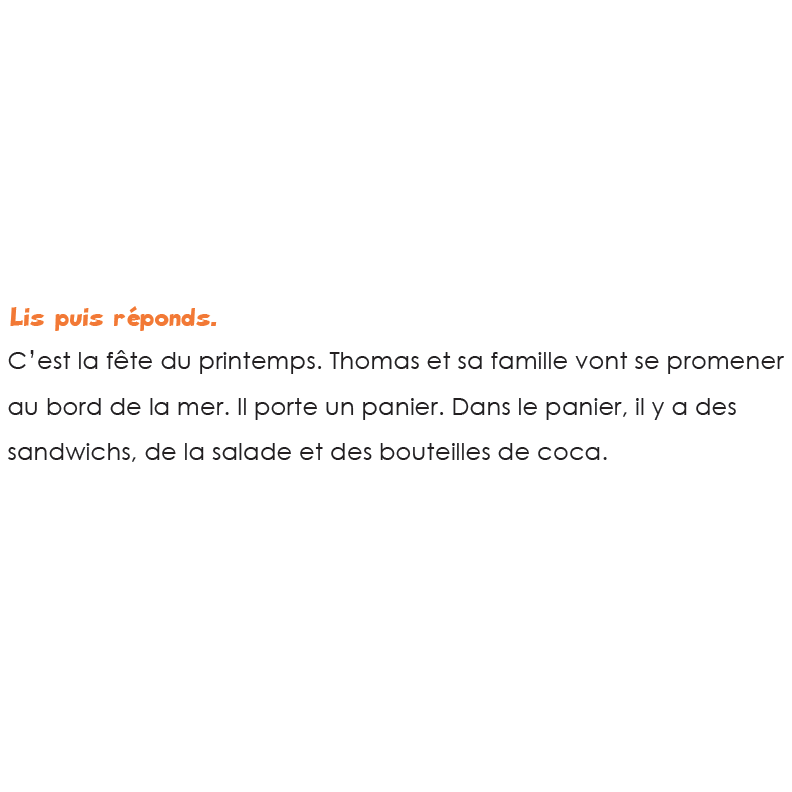 Lis puis réponds.
C’est la fête du printemps. Thomas et sa famille vont se promener
au bord de la mer. Il porte un panier. Dans le panier, il y a des
sandwichs, de la salade et des bouteilles de coca.